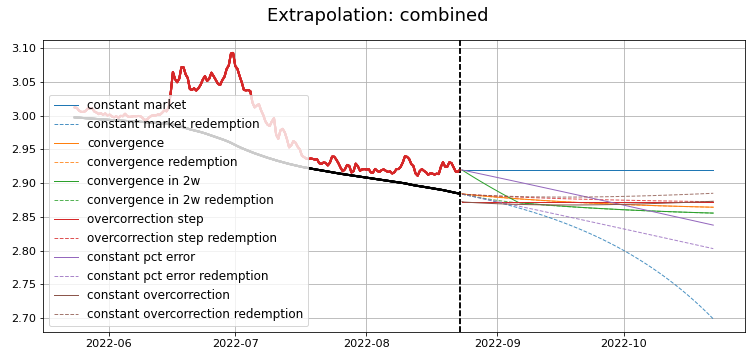 Extrapolation: combined
3.10
3.05
3.00
2.95
2.90
2.85
2.80
2.75
2.70
constant market
constant market redemption
convergence
convergence redemption
convergence in 2w
convergence in 2w redemption
overcorrection step
overcorrection step redemption
constant pct error
constant pct error redemption
constant overcorrection
constant overcorrection redemption
2022-06
2022-07
2022-08
2022-09
2022-10